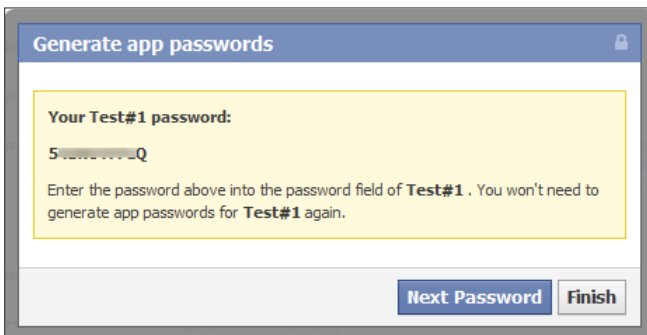 Generate app passwords
Your Test#1 password:
Enter the password above into the password field of Test#1 . You won't need to
generate app passwords for Test#1 again.
Next Password Finish